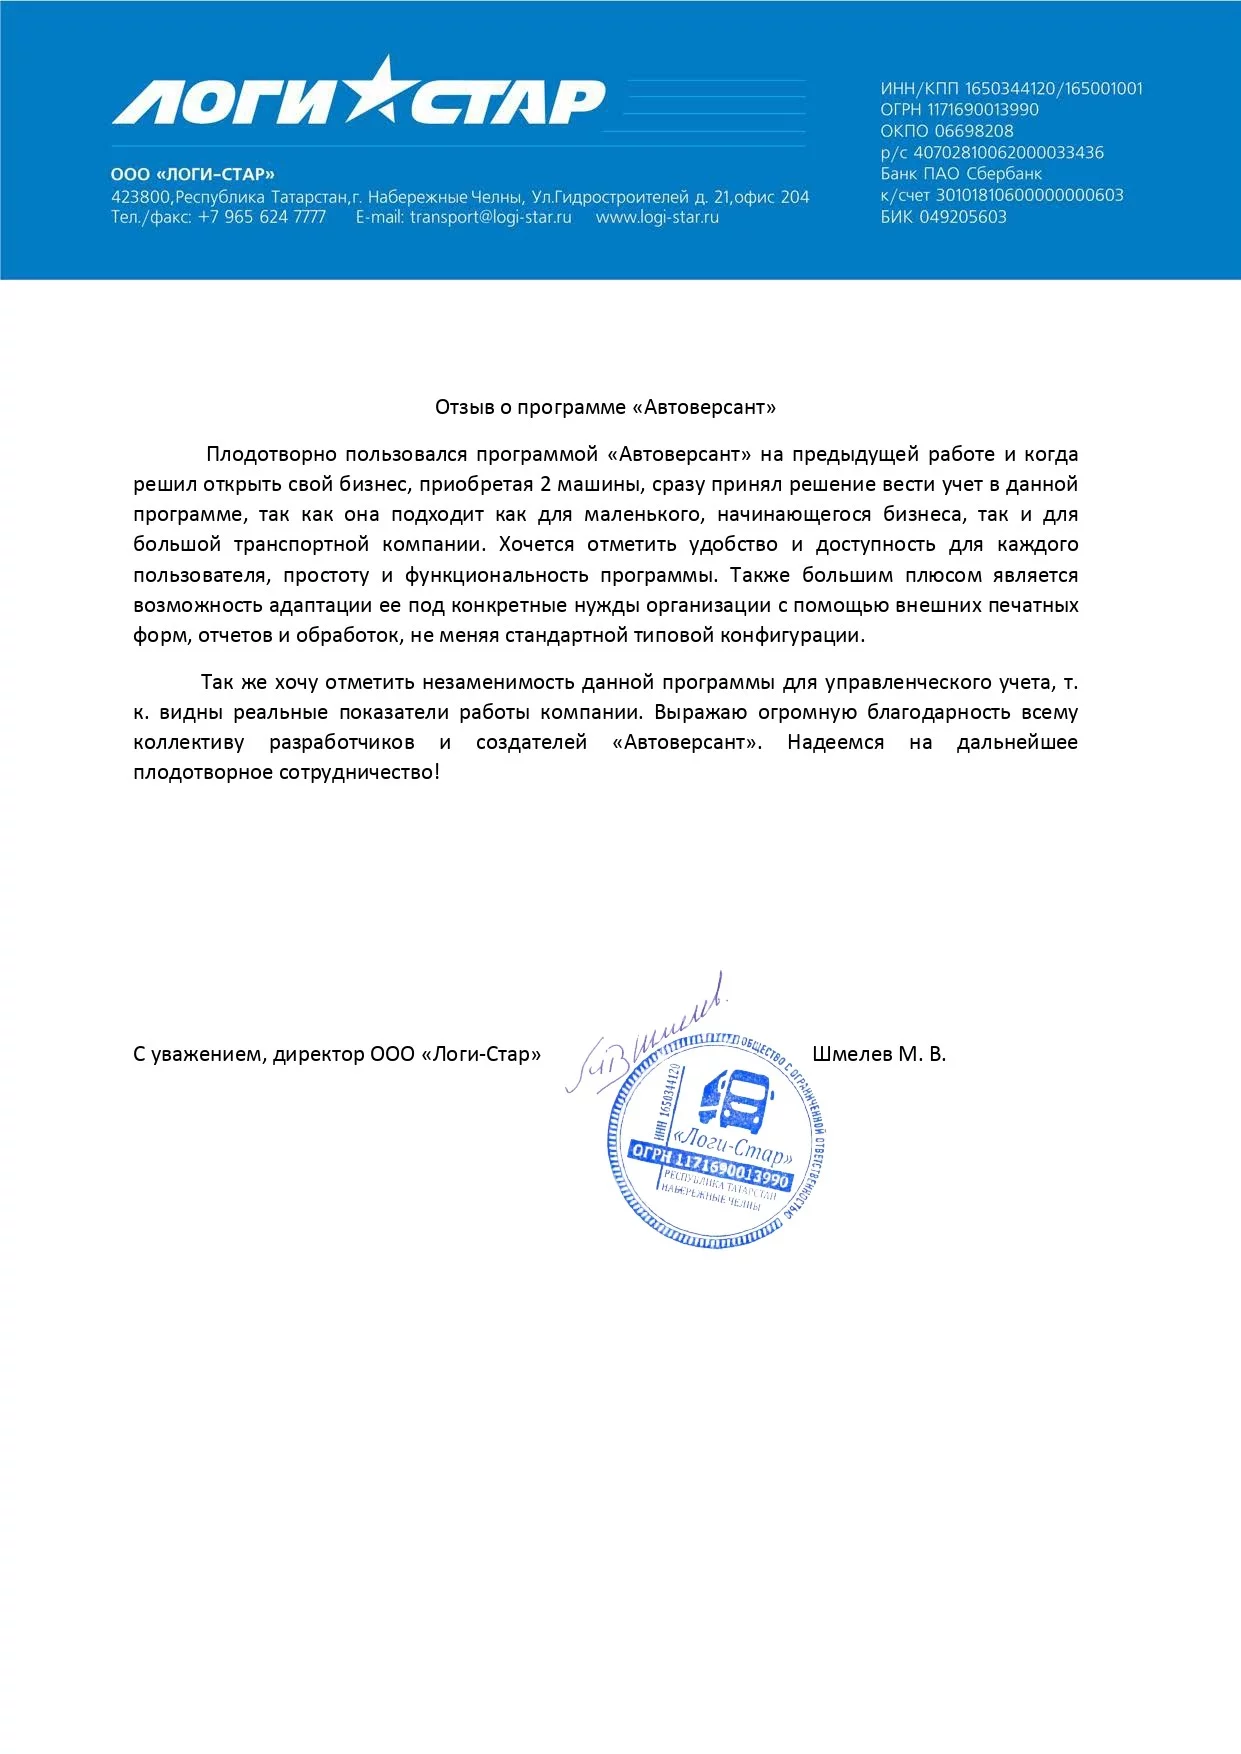 ЛОГИ СТАР
ООО «ЛОГИ-СТАР»
423800,Республика Татарстан,г. Набережные Челны, Ул.Гидростроителей д. 21,офис 204
Тел./факс: +7 965 624 7777 E-mail: transport@logi-star.ru www.logi-star.ru
ИНН/КПП 1650344120/165001001
ОГРН 1171690013990
ОКПО 06698208
р/с 40702810062000033436
Банк ПАО Сбербанк
к/счет 30101810600000000603
БИК 049205603
Отзыв о программе «Автоверсант»
Плодотворно пользовался программой «Автоверсант» на предыдущей работе и когда
решил открыть свой бизнес, приобретая 2 машины, сразу принял решение вести учет в данной
программе, так как она подходит как для маленького, начинающегося бизнеса, так и для
большой транспортной компании. Хочется отметить удобство и доступность для каждого
пользователя, простоту и функциональность программы. Также большим плюсом является
возможность адаптации ее под конкретные нужды организации с помощью внешних печатных
форм, отчетов и обработок, не меняя стандартной типовой конфигурации.
Так же хочу отметить незаменимость данной программы для управленческого учета, т.
к. видны реальные показатели работы компании. Выражаю огромную благодарность всему
коллективу разработчиков и создателей «Автоверсант». Надеемся на дальнейшее
плодотворное сотрудничество!
С уважением, директор ООО «Логи-Стар» Шмелев М. В.
МВШмелев
ОБЩЕСТВО С ОГРАНИЧЕННОЙ ОТВЕТСТВЕННОСТЬЮ
ИНН 1650344120
«Логи-Стар»
ОГРН 1171690013990
РЕСПУБЛИКА ТАТАРСТАН
НАБЕРЕЖНЫЕ ЧЕЛНЫ